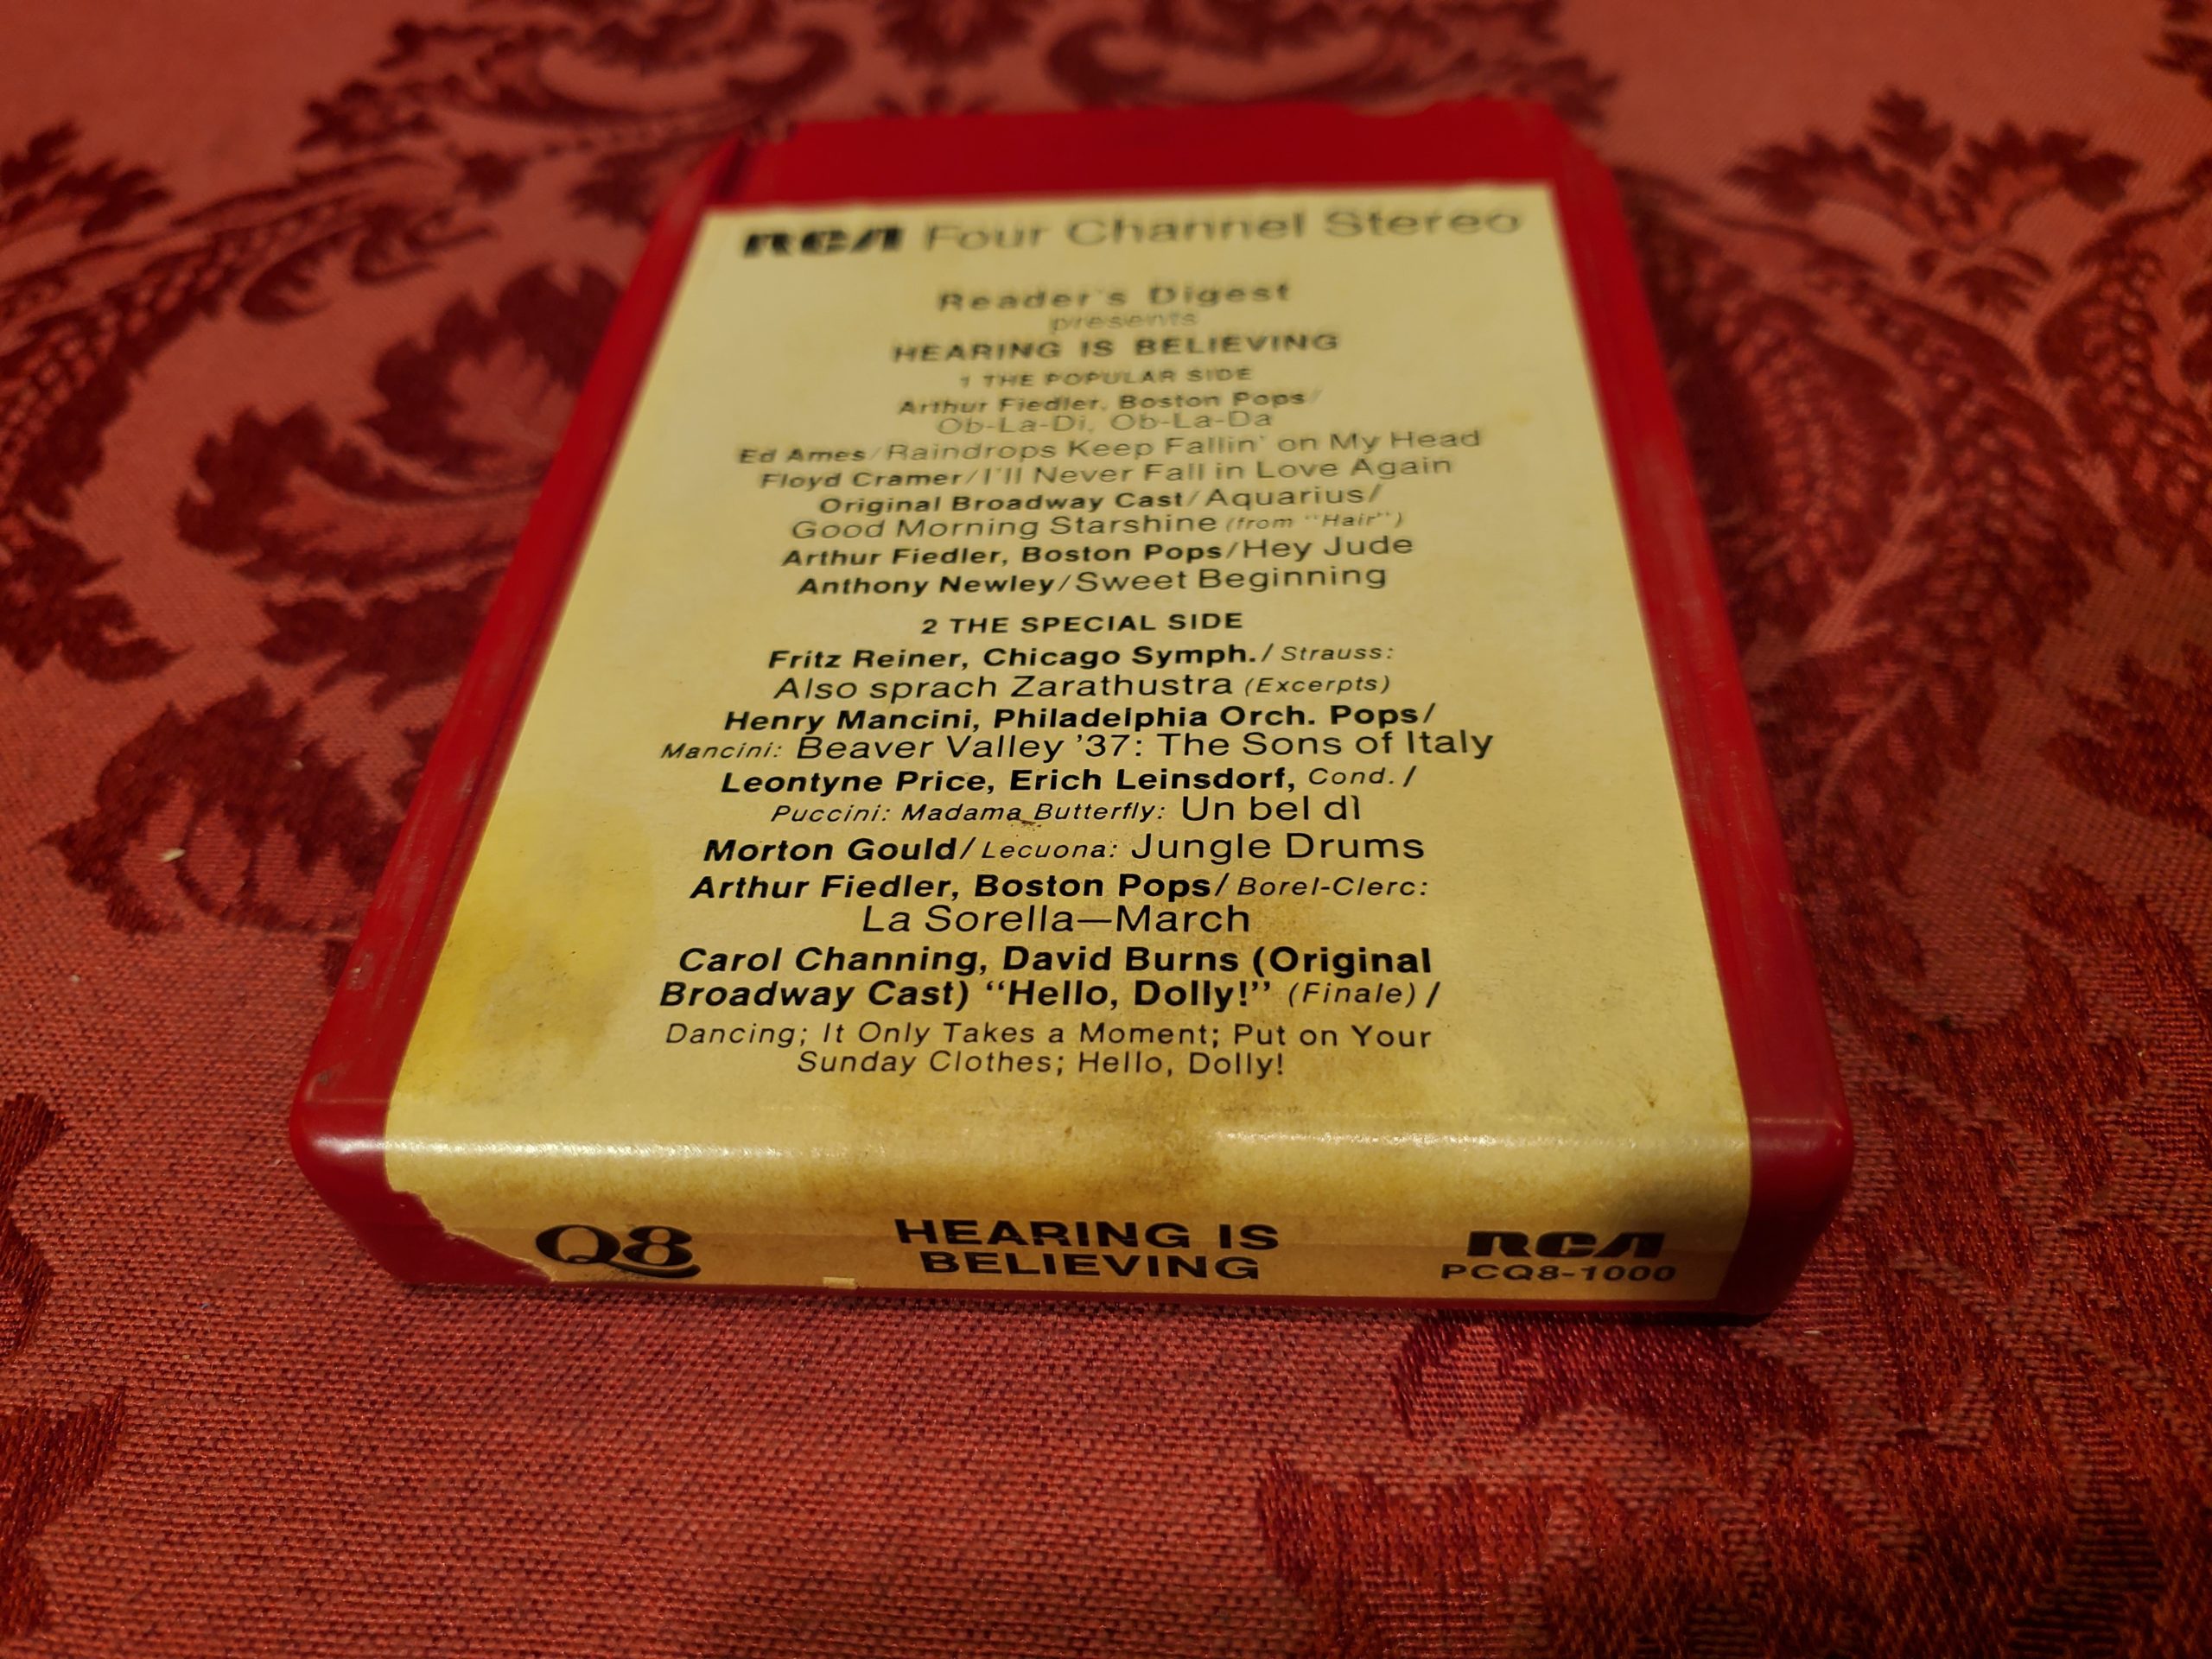 RCA Four Channel Stereo
Reader's Digest
presents
HEARING IS BELIEVING
1 THE POPULAR SIDE
Arthur Fiedler, Boston Pops/
Ob-La-Di, Ob-La-Da
Ed Ames/Raindrops Keep Fallin' on My Head
Floyd Cramer/I'll Never Fall in Love Again
Original Broadway Cast/Aquarius/
Good Morning Starshine (from "Hair")
Arthur Fiedler, Boston Pops/Hey Jude
Anthony Newley/Sweet Beginning
2 THE SPECIAL SIDE
Fritz Reiner, Chicago Symph./Strauss:
Also sprach Zarathustra (Excerpts)
Henry Mancini, Philadelphia Orch. Pops/
Mancini: Beaver Valley '37: The Sons of Italy
Leontyne Price, Erich Leinsdorf, Cond./
Puccini: Madama Butterfly: Un bel dì
Morton Gould/Lecuona: Jungle Drums
Arthur Fiedler, Boston Pops/Borel-Clerc:
La Sorella—March
Carol Channing, David Burns (Original
Broadway Cast) "Hello, Dolly!" (Finale)/
Dancing; It Only Takes a Moment; Put on Your
Sunday Clothes; Hello, Dolly!
Q8 HEARING IS RCA
BELIEVING PCQ8-1000